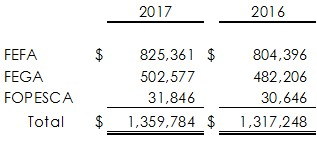 2017 2016
FEFA $ 825,361 $ 804,396
FEGA 502,577 482,206
FOPESCA 31,846 30,646
Total $ 1,359,784 $ 1,317,248